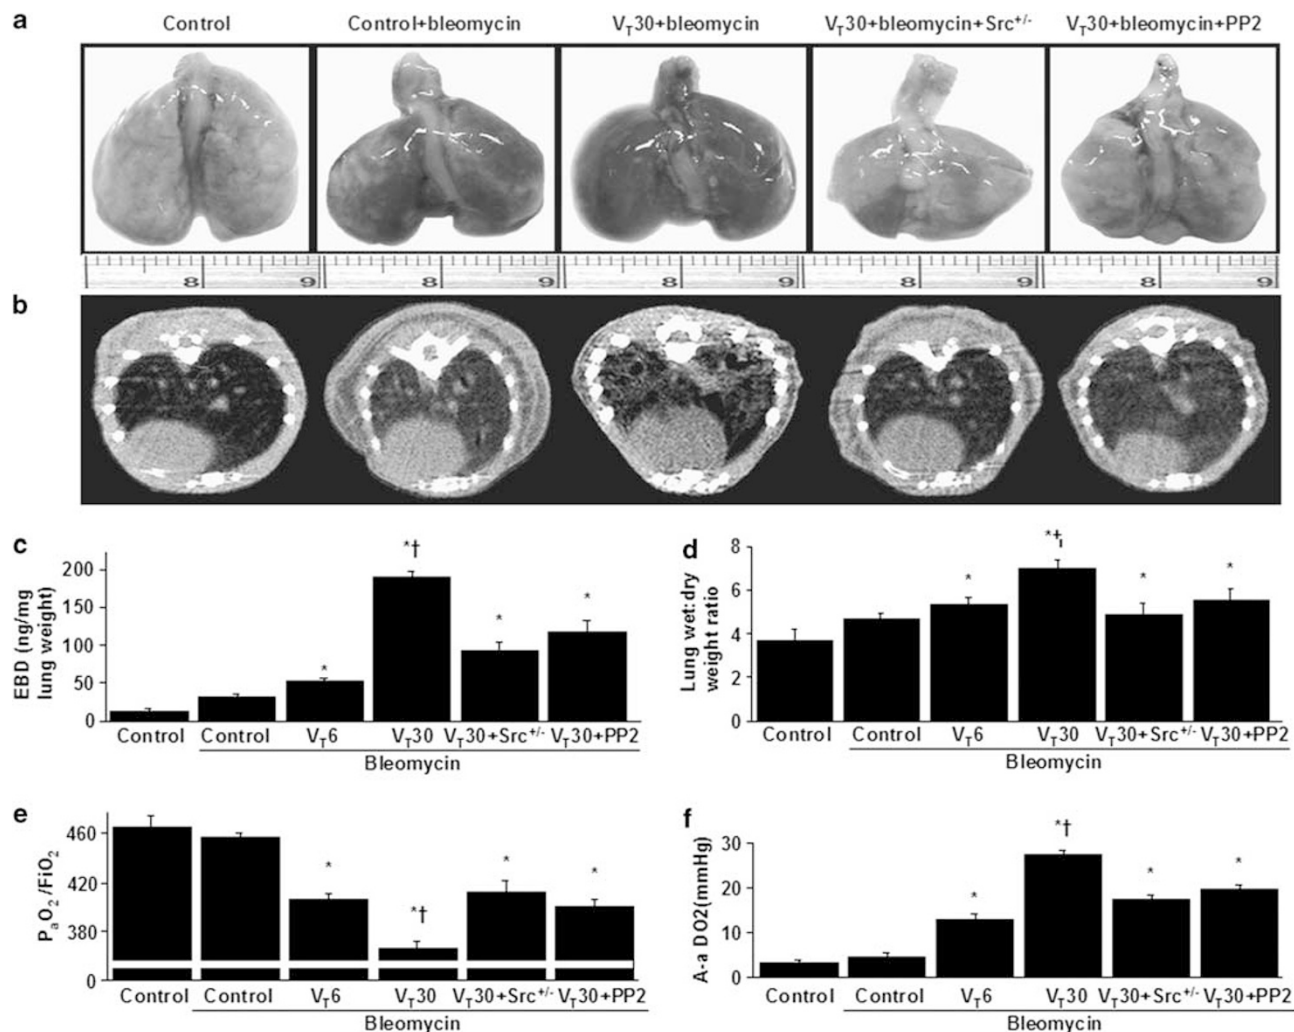 a Control Control+bleomycin VT30+bleomycin VT30+bleomycin+Src+/- VT30+bleomycin+PP2
8 9 8 9 8 9 8 9 8 9
b
c
EBD (ng/mg
lung weight)
200
150
100
50
0
* *† * *
Control Control VT6 VT30 VT30+Src+/- VT30+PP2
Bleomycin
d
Lung wet:dry
weight ratio
8
6
4
2
0
* *† * *
Control Control VT6 VT30 VT30+Src+/- VT30+PP2
Bleomycin
e
PaO2/FiO2
460
420
380
0
* *† * *
Control Control VT6 VT30 VT30+Src+/- VT30+PP2
Bleomycin
f
A-a DO2(mmHg)
30
20
10
0
* *† * *
Control Control VT6 VT30 VT30+Src+/- VT30+PP2
Bleomycin